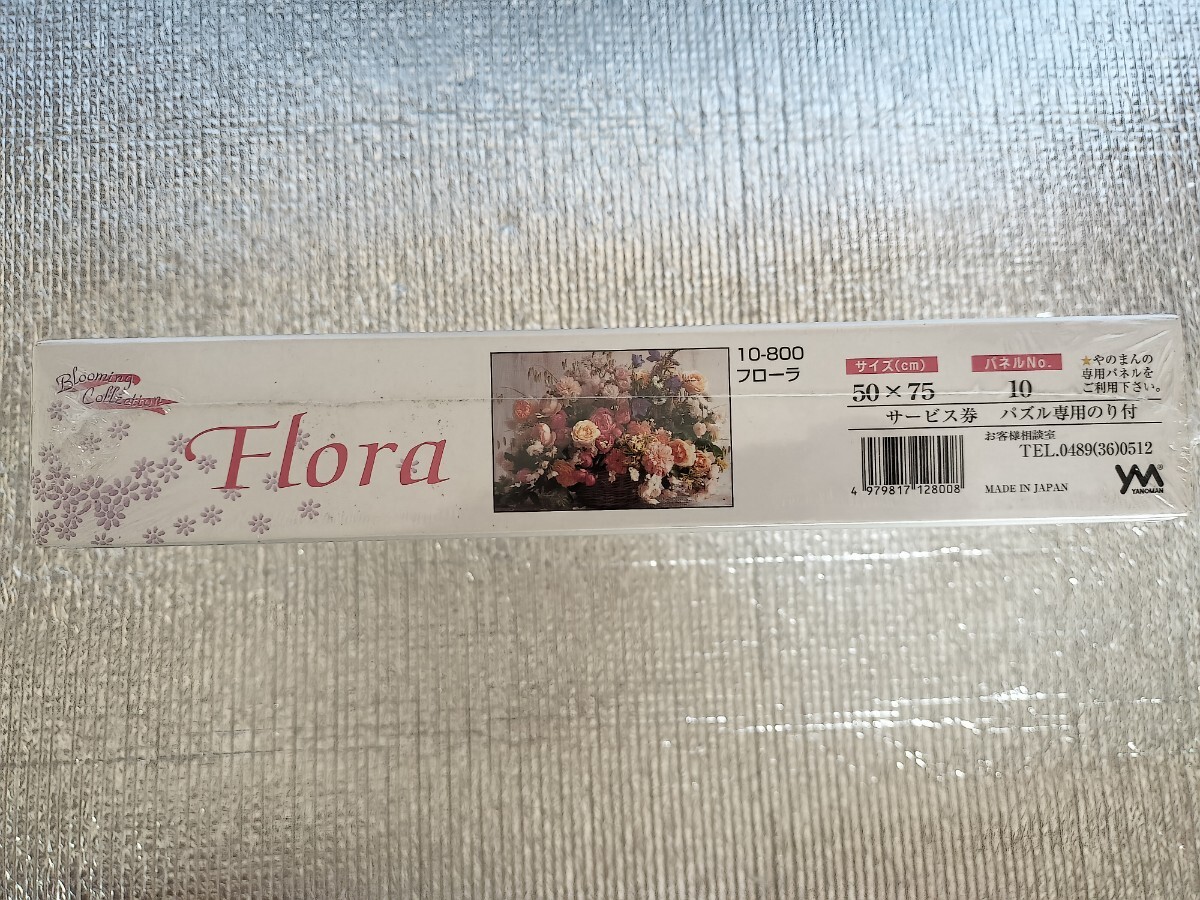 Blooming
Collection
Flora
10-800
フローラ
サイズ(cm)
50×75
パネルNo.
10
★やのまんの
専用パネルを
ご利用下さい。
サービス券 パズル専用のり付
お客様相談室
TEL.0489(36)0512
4 979817 128008
MADE IN JAPAN
YM®
YANOMAN